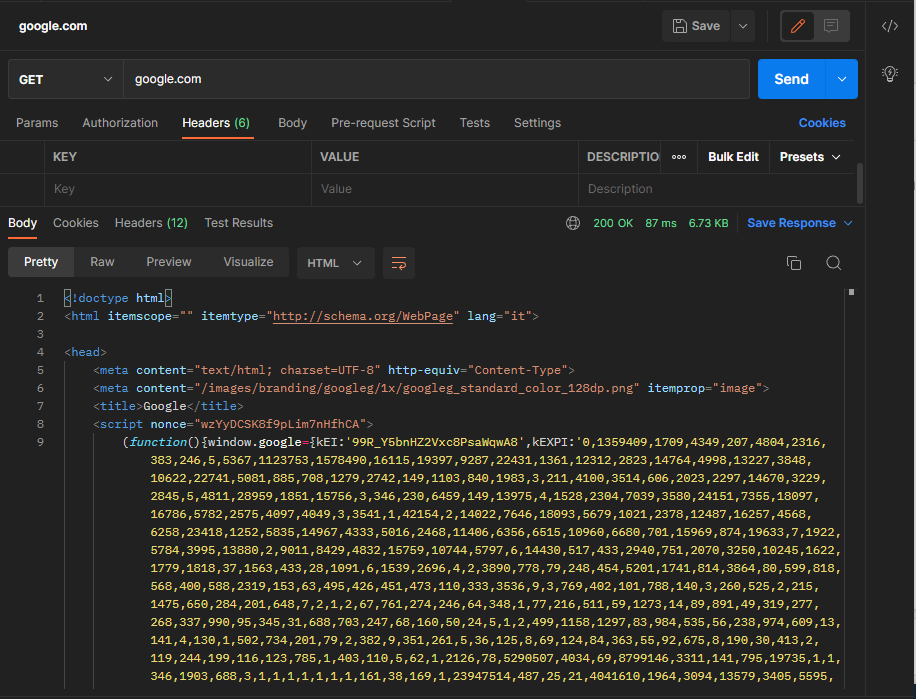 google.com
Save
GET google.com Send
Params Authorization Headers (6) Body Pre-request Script Tests Settings Cookies
KEY VALUE DESCRIPTIO ooo Bulk Edit Presets
Key Value Description
Body Cookies Headers (12) Test Results 200 OK 87 ms 6.73 KB Save Response
Pretty Raw Preview Visualize HTML
1 <!doctype html>
2 <html itemscope="" itemtype="http://schema.org/WebPage" lang="it">
3
4 <head>
5 <meta content="text/html; charset=UTF-8" http-equiv="Content-Type">
6 <meta content="/images/branding/googleg/1x/googleg_standard_color_128dp.png" itemprop="image">
7 <title>Google</title>
8 <script nonce="wzYyDCSK8f9pLim7nHfhCA">
9 (function(){window.google={kEI:'99R_Y5bnHZ2Vxc8PsaWqwA8',kEXPI:'0,1359409,1709,4349,207,4804,2316,
383,246,5,5367,1123753,1578490,16115,19397,9287,22431,1361,12312,2823,14764,4998,13227,3848,
10622,22741,5081,885,708,1279,2742,149,1103,840,1983,3,211,4100,3514,606,2023,2297,14670,3229,
2845,5,4811,28959,1851,15756,3,346,230,6459,149,13975,4,1528,2304,7039,3580,24151,7355,18097,
16786,5782,2575,4097,4049,3,3541,1,42154,2,14022,7646,18093,5679,1021,2378,12487,16257,4568,
6258,23418,1252,5835,14967,4333,5016,2468,11406,6356,6515,10960,6680,701,15969,874,19633,7,1922,
5784,3995,13880,2,9011,8429,4832,15759,10744,5797,6,14430,517,433,2940,751,2070,3250,10245,1622,
1779,1818,37,1563,433,28,1091,6,1539,2696,4,2,3890,778,79,248,454,5201,1741,814,3864,80,599,818,
568,400,588,2319,153,63,495,426,451,473,110,333,3536,9,3,769,402,101,788,140,3,260,525,2,215,
1475,650,284,201,648,7,2,1,2,67,761,274,246,64,348,1,77,216,511,59,1273,14,89,891,49,319,277,
268,337,990,95,345,31,688,703,247,68,160,50,24,5,1,2,499,1158,1297,83,984,535,56,238,974,609,13,
141,4,130,1,502,734,201,79,2,382,9,351,261,5,36,125,8,69,124,84,363,55,92,675,8,190,30,413,2,
119,244,199,116,123,785,1,403,110,5,62,1,2126,78,5290507,4034,69,8799146,3311,141,795,19735,1,1,
346,1903,688,3,1,1,1,1,1,1,1,161,38,169,1,23947514,487,25,21,4041610,1964,3094,13579,3405,5595,